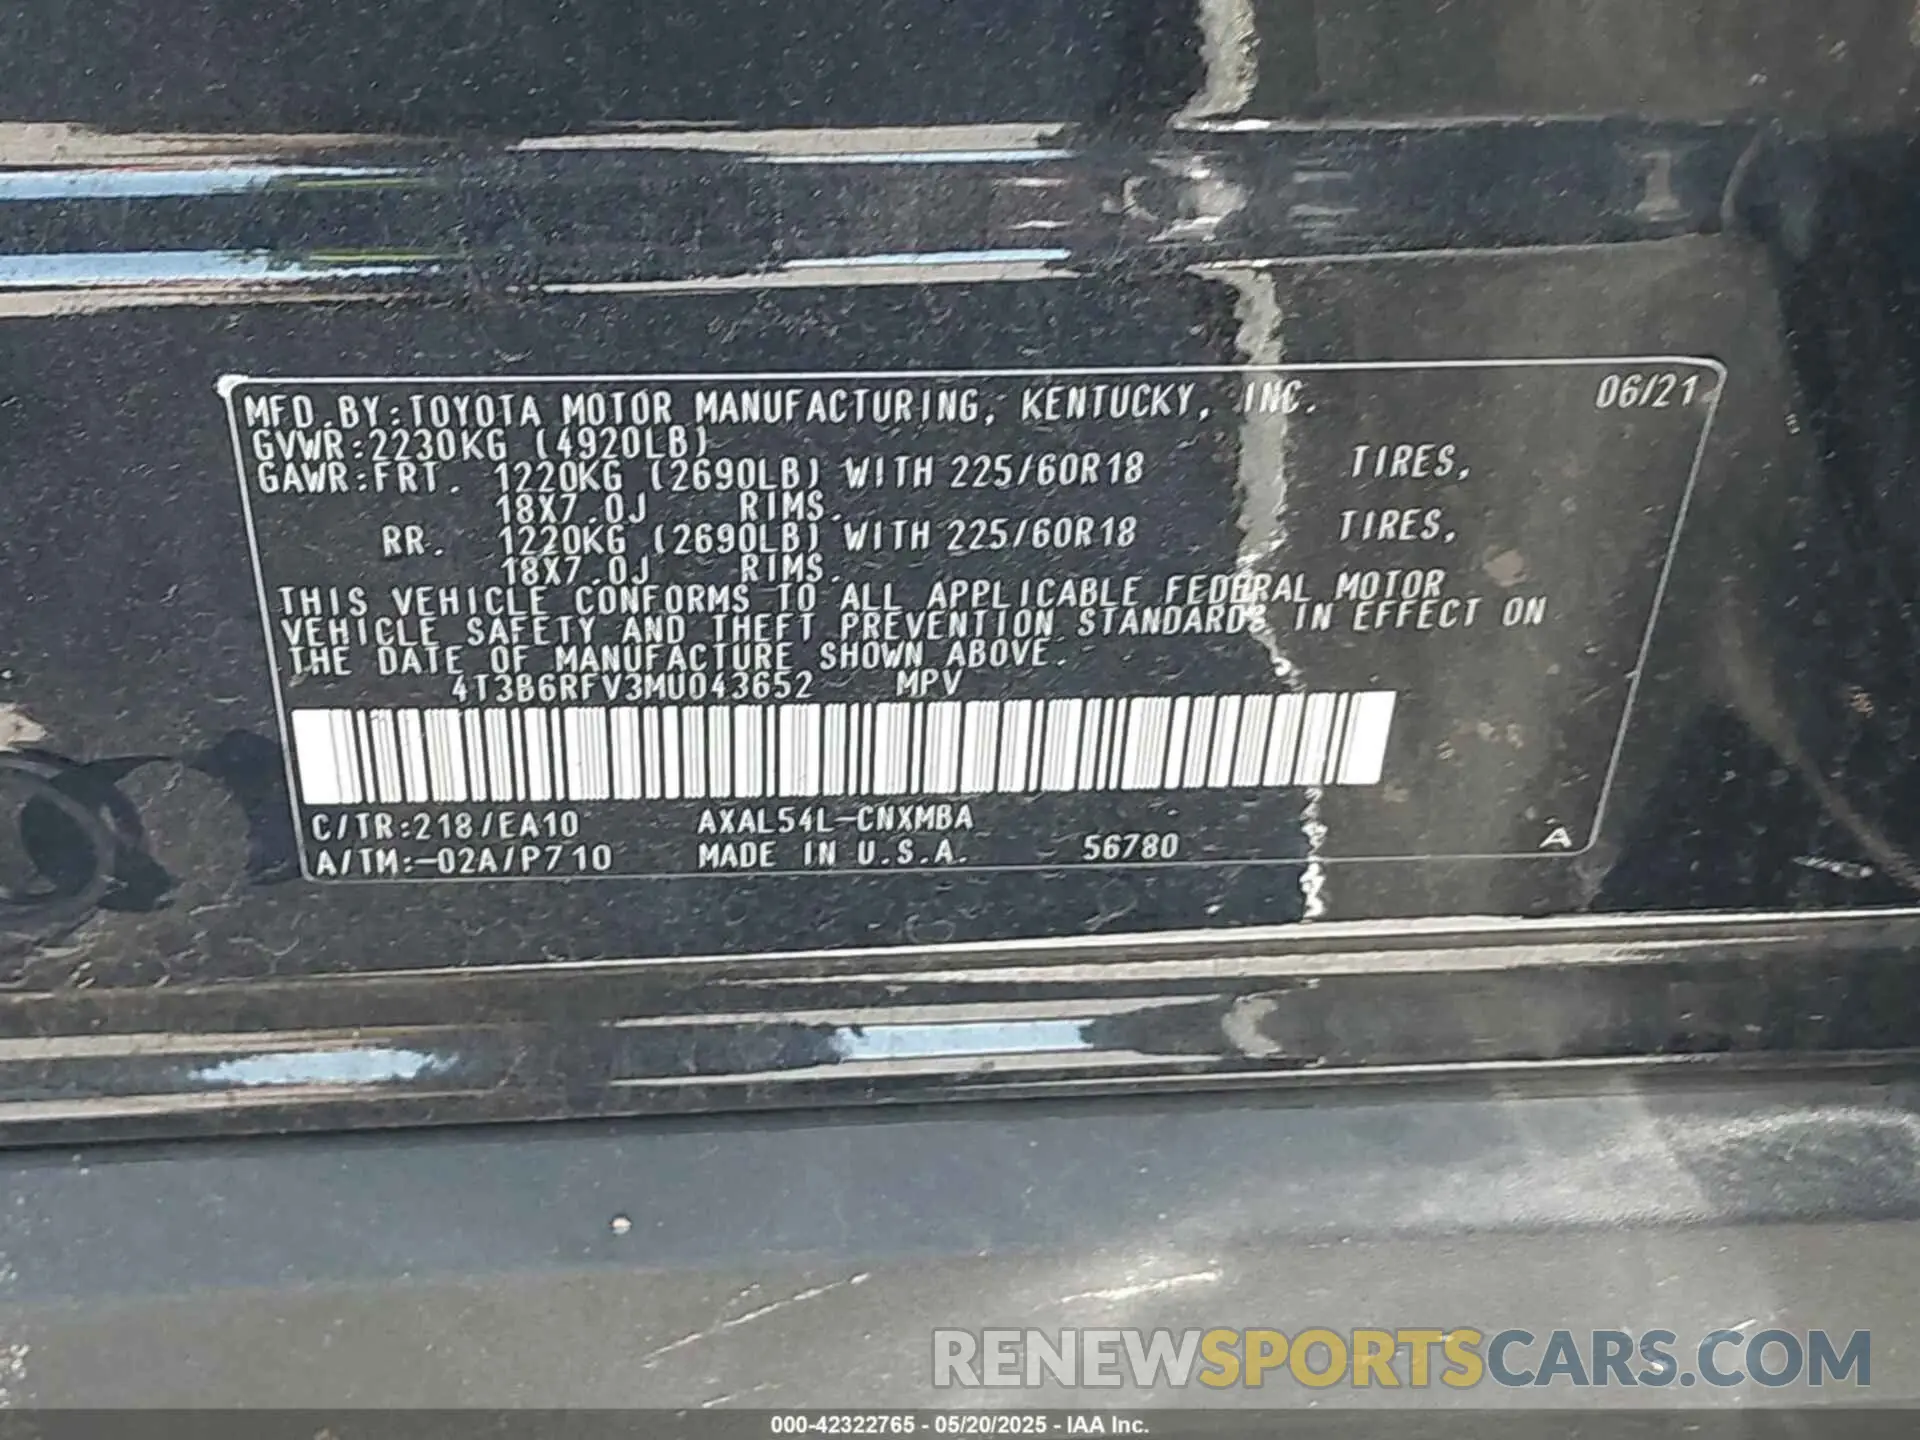 MFD.BY:TOYOTA MOTOR MANUFACTURING, KENTUCKY, INC. 06/21
GVWR:2230KG (4920LB)
GAWR:FRT. 1220KG (2690LB) WITH 225/60R18 TIRES,
18X7.0J RIMS.
RR. 1220KG (2690LB) WITH 225/60R18 TIRES,
18X7.0J RIMS.
THIS VEHICLE CONFORMS TO ALL APPLICABLE FEDERAL MOTOR
VEHICLE SAFETY AND THEFT PREVENTION STANDARDS IN EFFECT ON
THE DATE OF MANUFACTURE SHOWN ABOVE.
4T3B6RFV3MU043652 MPV
C/TR:218/EA10 AXAL54L-CNXMBA
A/TM:-02A/P710 MADE IN U.S.A. 56780 A
RENEWSPORTSCARS.COM
000-42322765 - 05/20/2025 - IAA Inc.